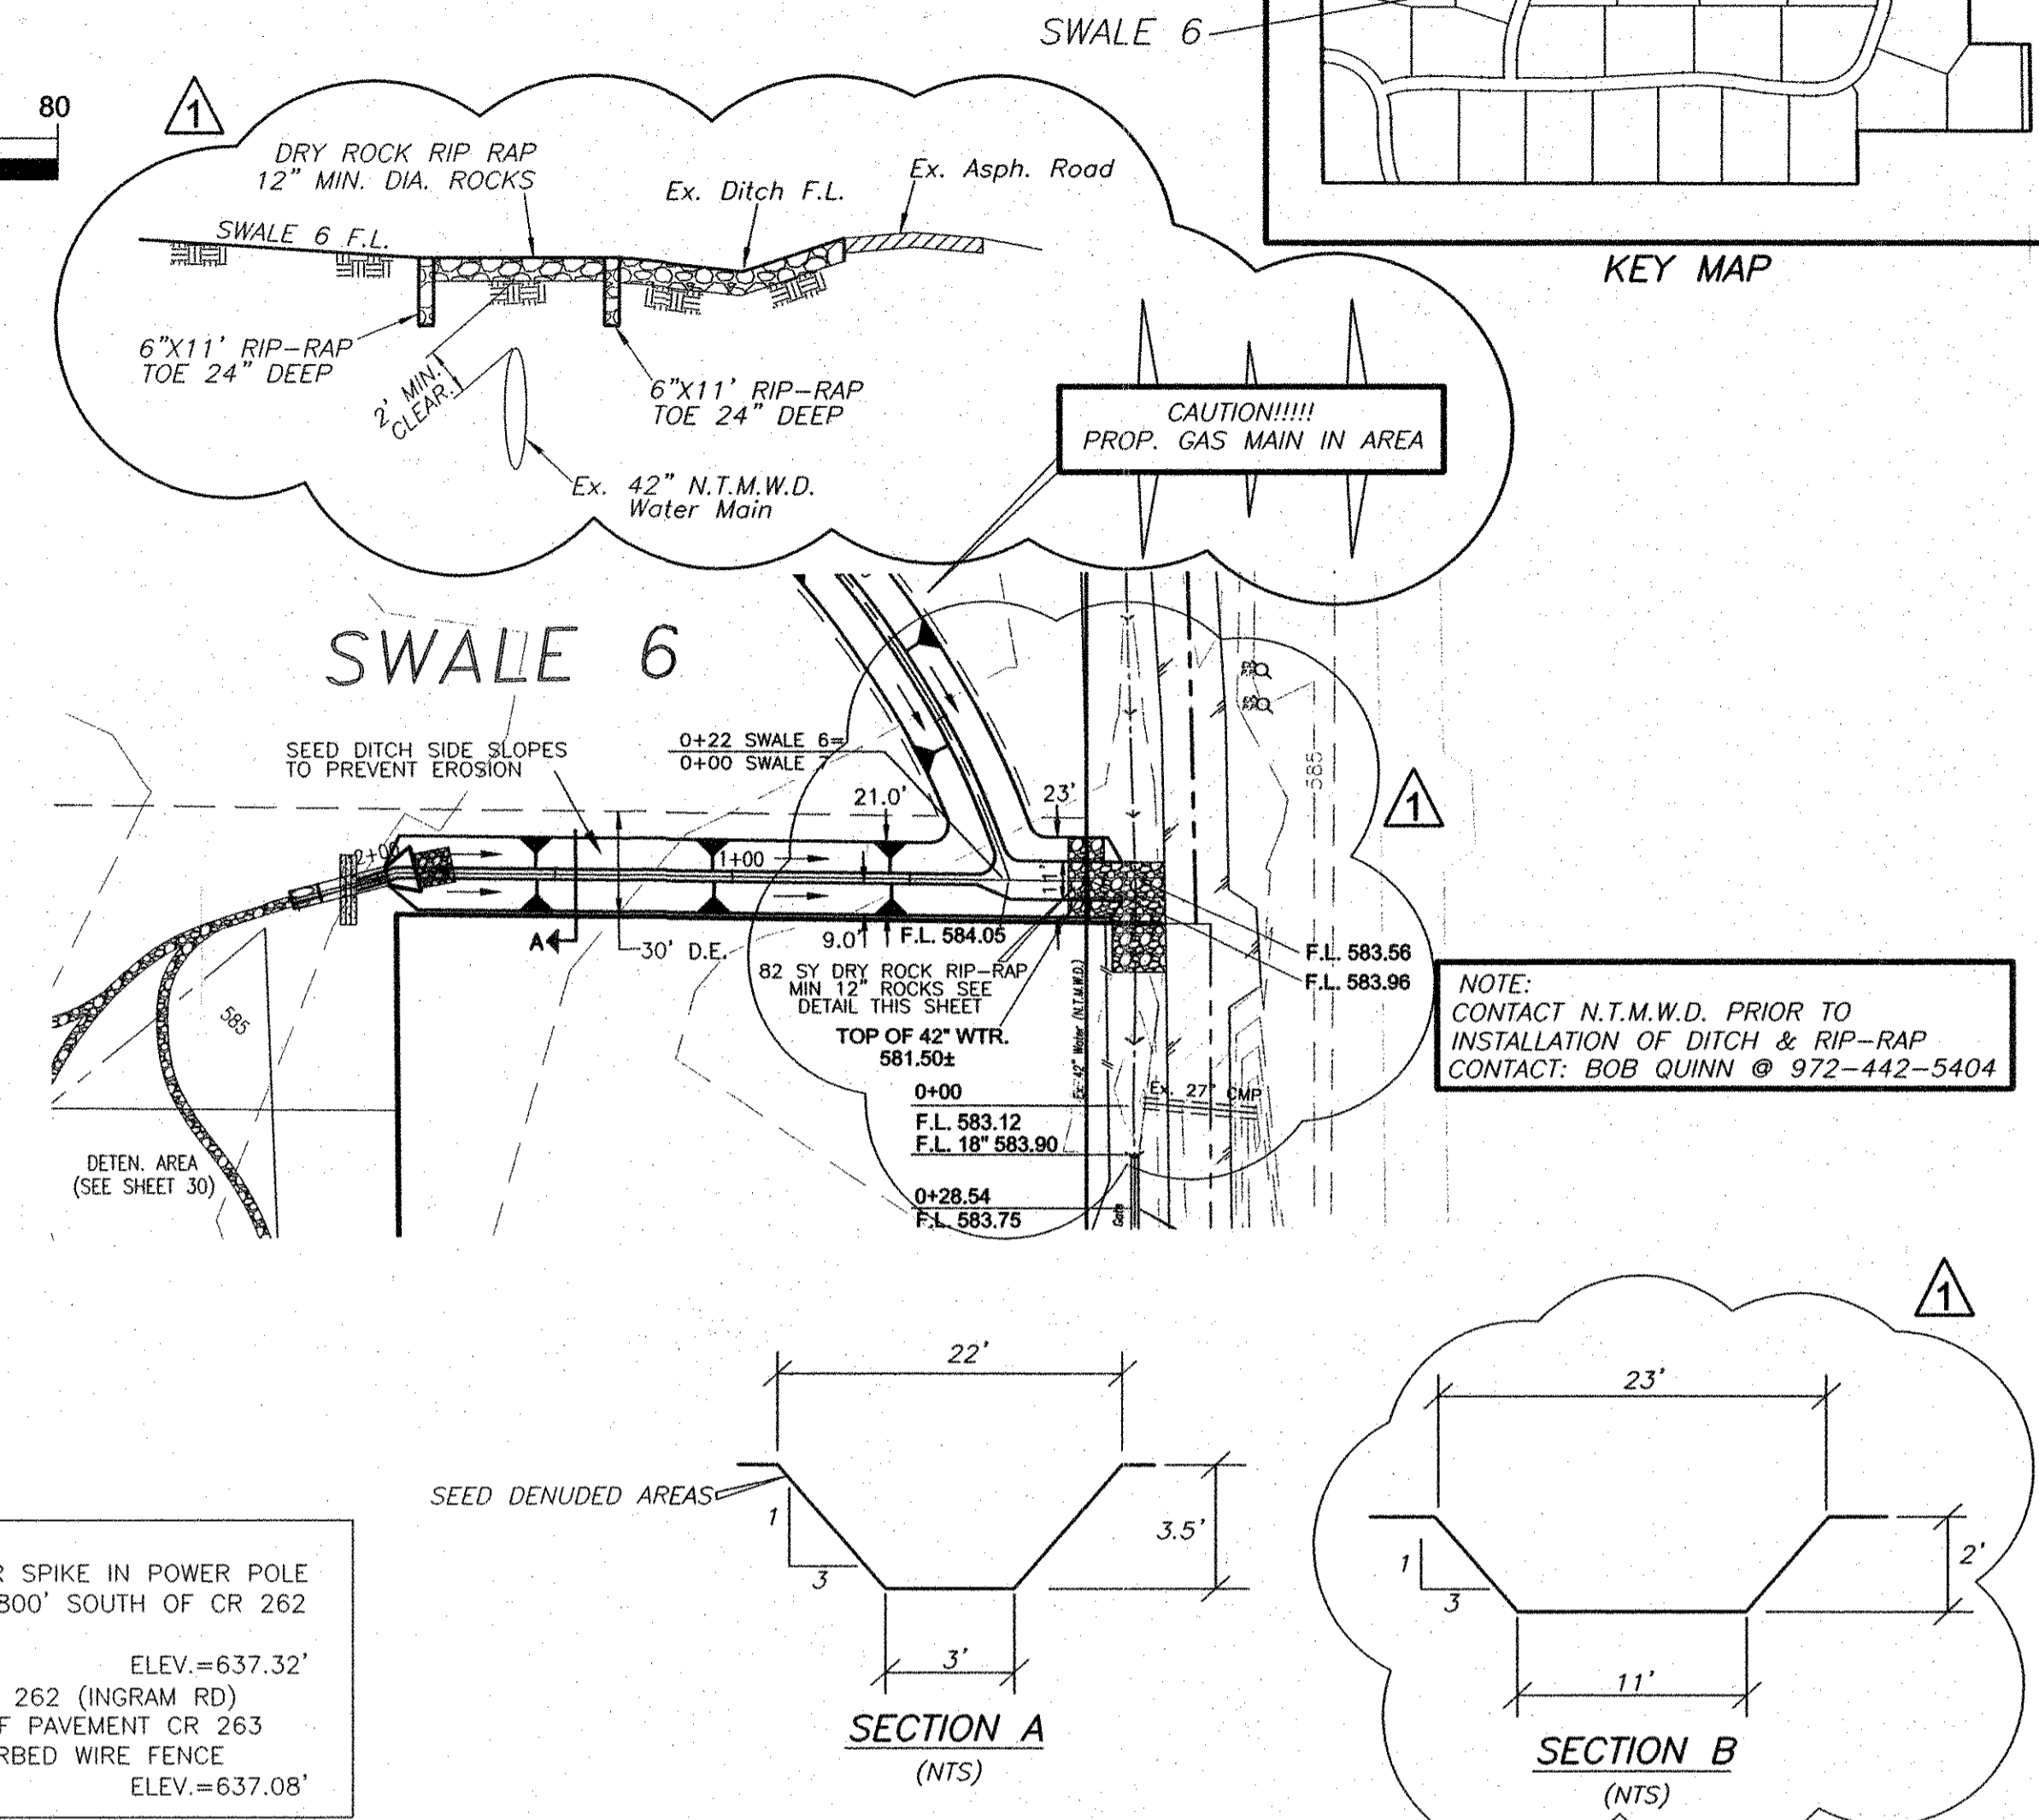 SWALE 6
80
1
DRY ROCK RIP RAP
12" MIN. DIA. ROCKS
Ex. Ditch F.L.
Ex. Asph. Road
SWALE 6 F.L.
KEY MAP
6"X11' RIP-RAP
TOE 24" DEEP
2' MIN.
CLEAR.
6"X11' RIP-RAP
TOE 24" DEEP
CAUTION!!!!!
PROP. GAS MAIN IN AREA
Ex. 42" N.T.M.W.D.
Water Main
SWALE 6
SEED DITCH SIDE SLOPES
TO PREVENT EROSION
0+22 SWALE 6=
0+00 SWALE 7
21.0'
23'
585
1
2+00
1+00
11'
A
30' D.E.
9.0'
F.L. 584.05
82 SY DRY ROCK RIP-RAP
MIN 12" ROCKS SEE
DETAIL THIS SHEET
TOP OF 42" WTR.
581.50±
Ex. 42" Water (N.T.M.W.D.)
F.L. 583.56
F.L. 583.96
NOTE:
CONTACT N.T.M.W.D. PRIOR TO
INSTALLATION OF DITCH & RIP-RAP
CONTACT: BOB QUINN @ 972-442-5404
585
0+00
F.L. 583.12
F.L. 18" 583.90
Ex. 27" CMP
DETEN. AREA
(SEE SHEET 30)
0+28.54
F.L. 583.75
Gate
1
22'
23'
SEED DENUDED AREAS
1
3
3.5'
1
3
2'
3'
11'
SECTION A
(NTS)
SECTION B
(NTS)
R SPIKE IN POWER POLE
800' SOUTH OF CR 262
ELEV.=637.32'
262 (INGRAM RD)
F PAVEMENT CR 263
RBED WIRE FENCE
ELEV.=637.08'